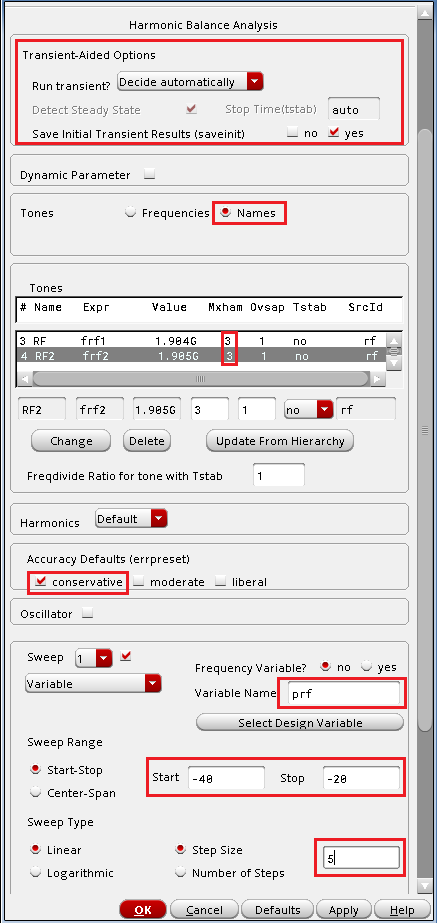 Harmonic Balance Analysis
Transient-Aided Options
Run transient? Decide automatically
Detect Steady State Stop Time(tstab) auto
Save Initial Transient Results (saveinit) no yes
Dynamic Parameter
Tones Frequencies Names
Tones
# Name Expr Value Mxham Ovsap Tstab SrcId
3 RF frf1 1.904G 3 1 no rf
4 RF2 frf2 1.905G 3 1 no rf
RF2 frf2 1.905G 3 1 no rf
Change Delete Update From Hierarchy
Freqdivide Ratio for tone with Tstab 1
Harmonics Default
Accuracy Defaults (errpreset)
conservative moderate liberal
Oscillator
Sweep 1
Frequency Variable? no yes
Variable
Variable Name prf
Select Design Variable
Sweep Range
Start-Stop Start -40 Stop -20
Center-Span
Sweep Type
Linear Step Size 5
Logarithmic Number of Steps
OK Cancel Defaults Apply Help